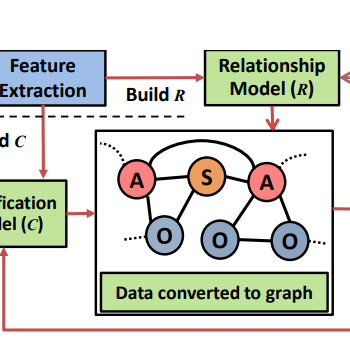 Feature
Extraction
Build R
Relationship
Model (R)
d C
fication
del (C)
A
S
A
O
O
O
Data converted to graph